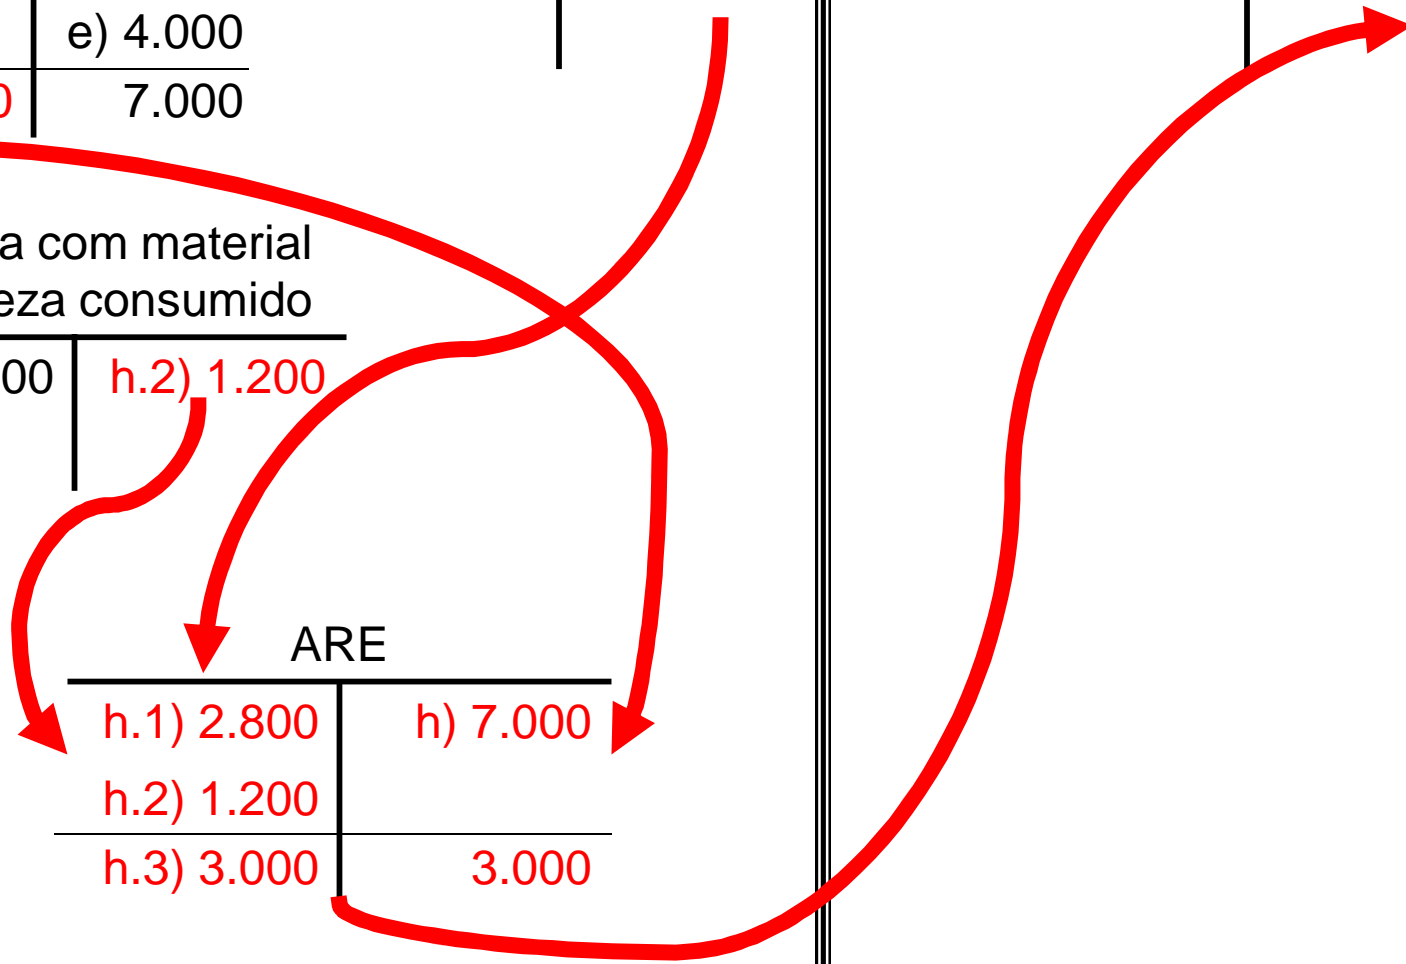 e) 4.000
0 7.000
a com material
eza consumido
00 h.2) 1.200
ARE
h.1) 2.800 h) 7.000
h.2) 1.200
h.3) 3.000 3.000